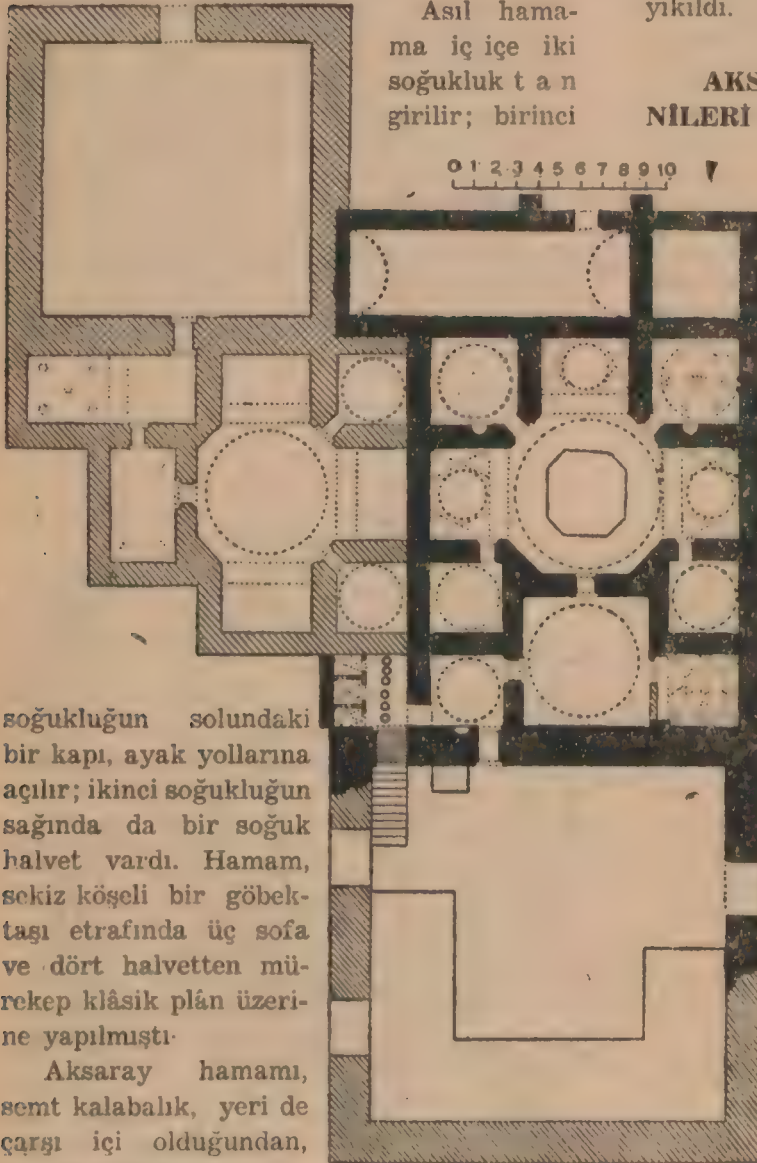 Asıl hama-
ma iç içe iki
soğukluk t a n
girilir; birinci
yıkıldı.
AKS
NİLERİ
0 1 2 3 4 5 6 7 8 9 10
soğukluğun solundaki
bir kapı, ayak yollarına
açılır; ikinci soğukluğun
sağında da bir soğuk
halvet vardı. Hamam,
sekiz köşeli bir göbek-
taşı etrafında üç sofa
ve dört halvetten mü-
rekep klâsik plân üzeri-
ne yapılmıştı.
Aksaray hamamı,
semt kalabalık, yeri de
çarşı içi olduğundan,